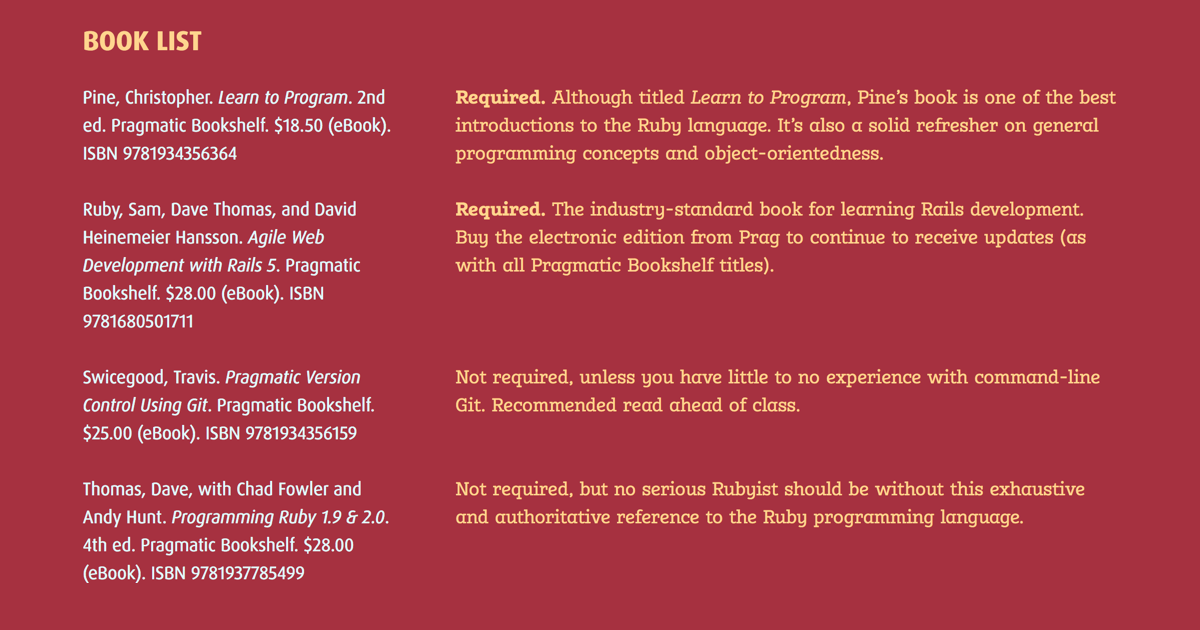 BOOK LIST
Pine, Christopher. Learn to Program. 2nd
ed. Pragmatic Bookshelf. $18.50 (eBook).
ISBN 9781934356364
Required. Although titled Learn to Program, Pine’s book is one of the best
introductions to the Ruby language. It’s also a solid refresher on general
programming concepts and object-orientedness.
Ruby, Sam, Dave Thomas, and David
Heinemeier Hansson. Agile Web
Development with Rails 5. Pragmatic
Bookshelf. $28.00 (eBook). ISBN
9781680501711
Required. The industry-standard book for learning Rails development.
Buy the electronic edition from Prag to continue to receive updates (as
with all Pragmatic Bookshelf titles).
Swicegood, Travis. Pragmatic Version
Control Using Git. Pragmatic Bookshelf.
$25.00 (eBook). ISBN 9781934356159
Not required, unless you have little to no experience with command-line
Git. Recommended read ahead of class.
Thomas, Dave, with Chad Fowler and
Andy Hunt. Programming Ruby 1.9 & 2.0.
4th ed. Pragmatic Bookshelf. $28.00
(eBook). ISBN 9781937785499
Not required, but no serious Rubyist should be without this exhaustive
and authoritative reference to the Ruby programming language.